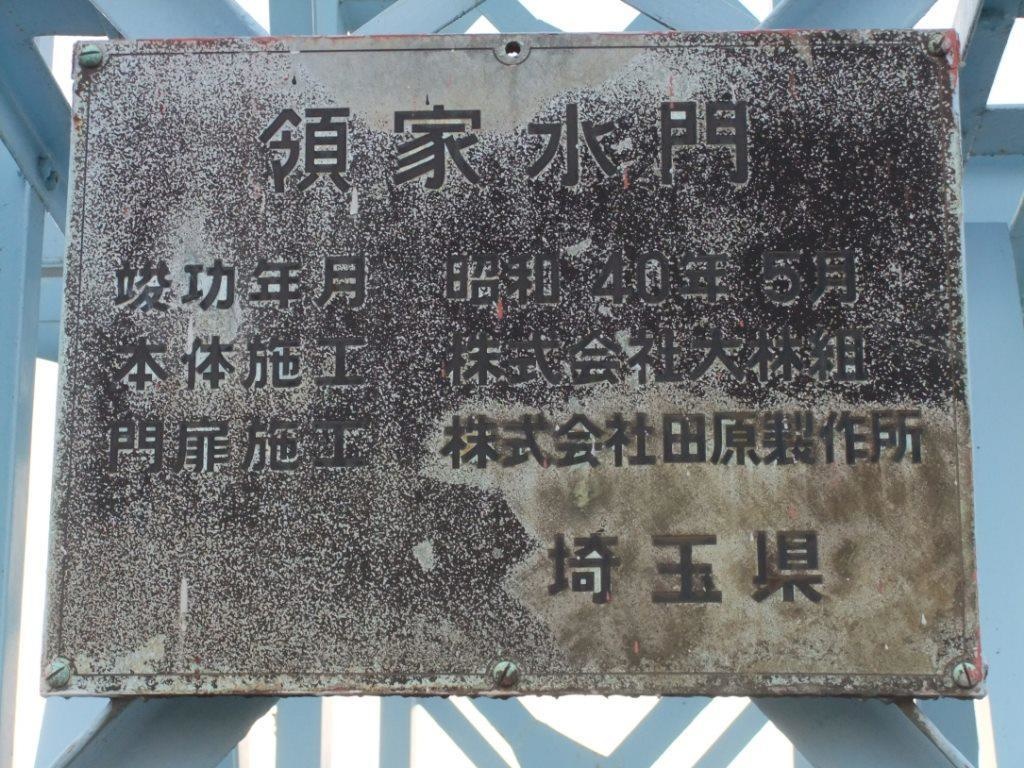 領家水門
竣功年月 昭和 40年 5月
本体施工 株式会社大林組
門扉施工 株式会社田原製作所
埼玉県